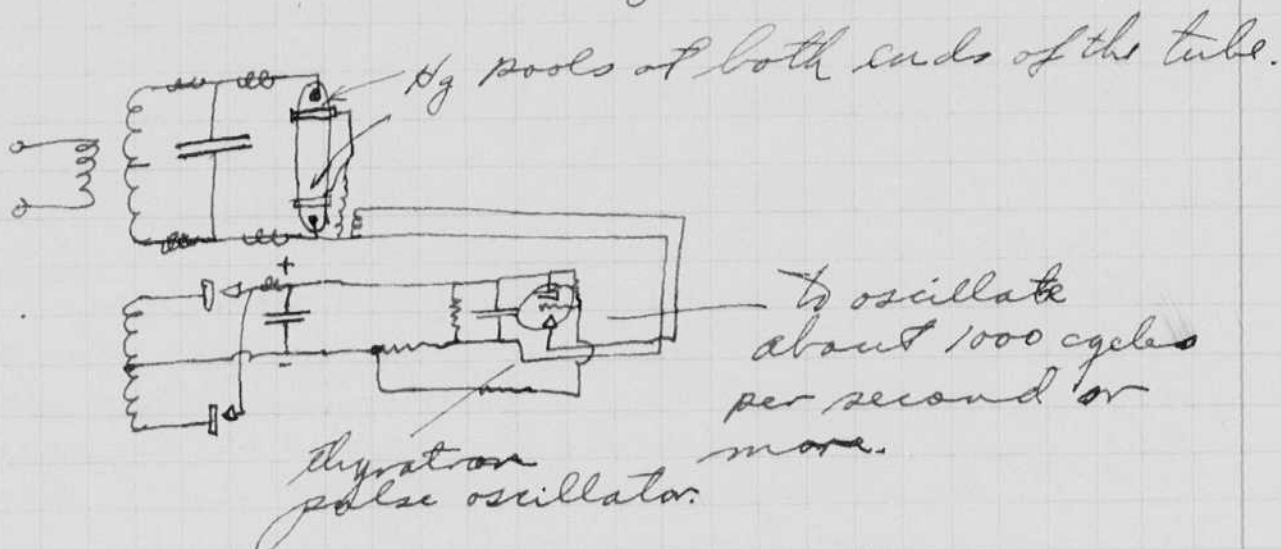 Hg pools at both ends of the tube.
+
-
to oscillate
about 1000 cycles
per second or
more.
thyratron
pulse oscillator.